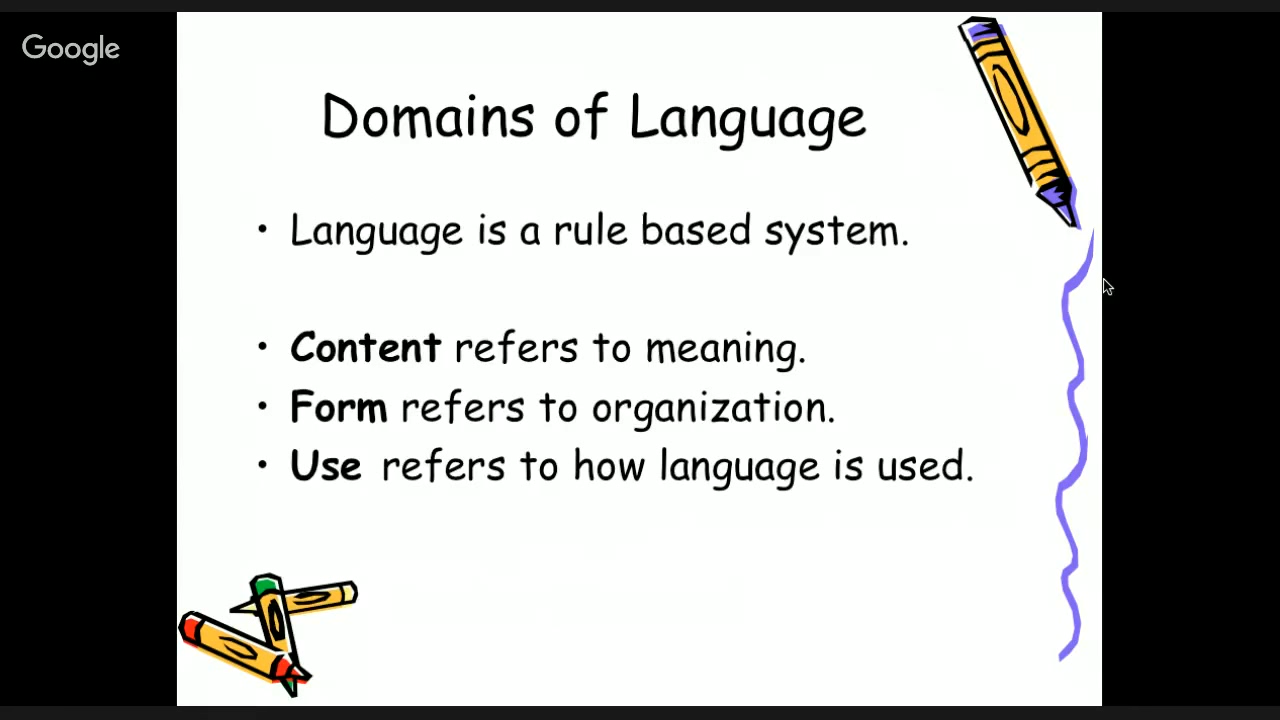 Google
Domains of Language
• Language is a rule based system.
• Content refers to meaning.
• Form refers to organization.
• Use refers to how language is used.